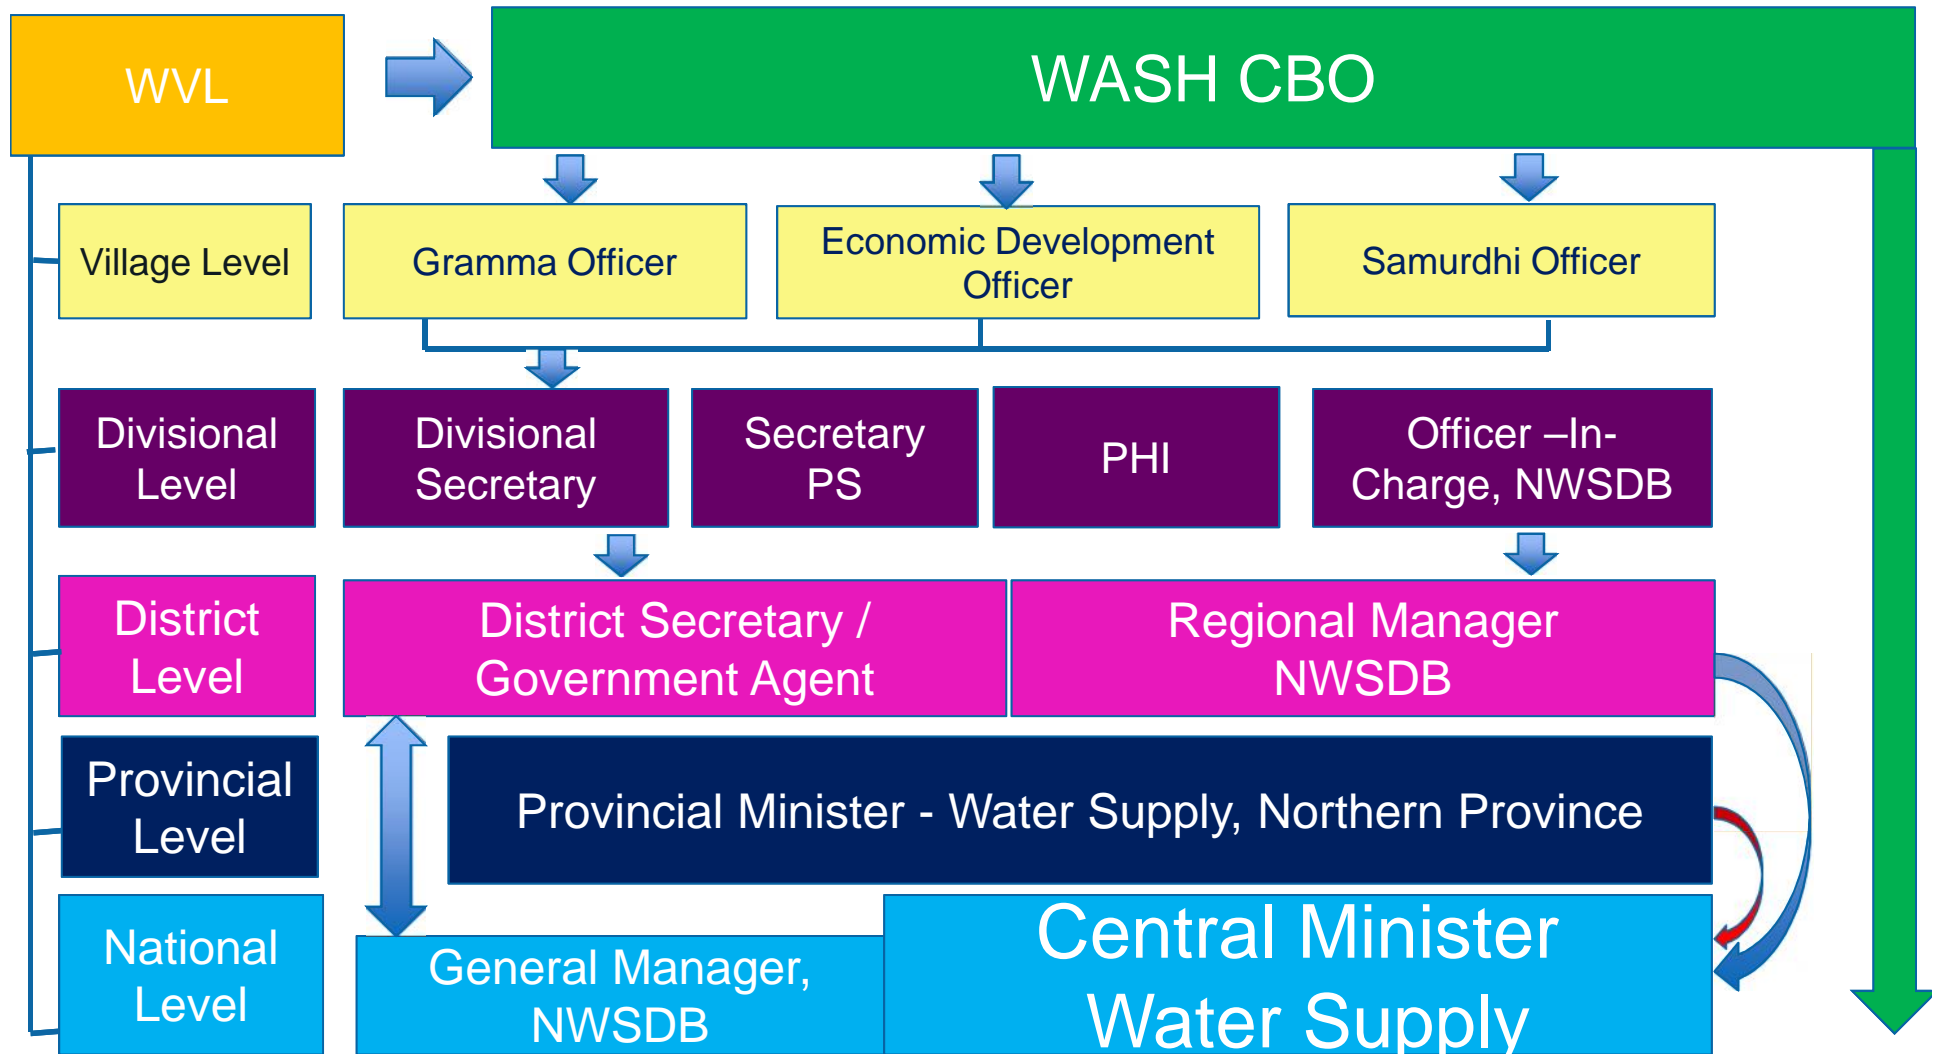 WVL
WASH CBO
Village Level
Gramma Officer
Economic Development
Officer
Samurdhi Officer
Divisional
Level
Divisional
Secretary
Secretary
PS
PHI
Officer –In-
Charge, NWSDB
District
Level
District Secretary /
Government Agent
Regional Manager
NWSDB
Provincial
Level
Provincial Minister - Water Supply, Northern Province
National
Level
General Manager,
NWSDB
Central Minister
Water Supply